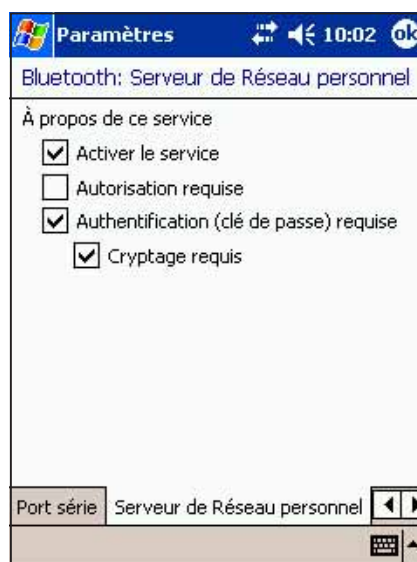 Paramètres 10:02 ok
Bluetooth: Serveur de Réseau personnel
À propos de ce service
Activer le service
Autorisation requise
Authentification (clé de passe) requise
Cryptage requis
Port série Serveur de Réseau personnel